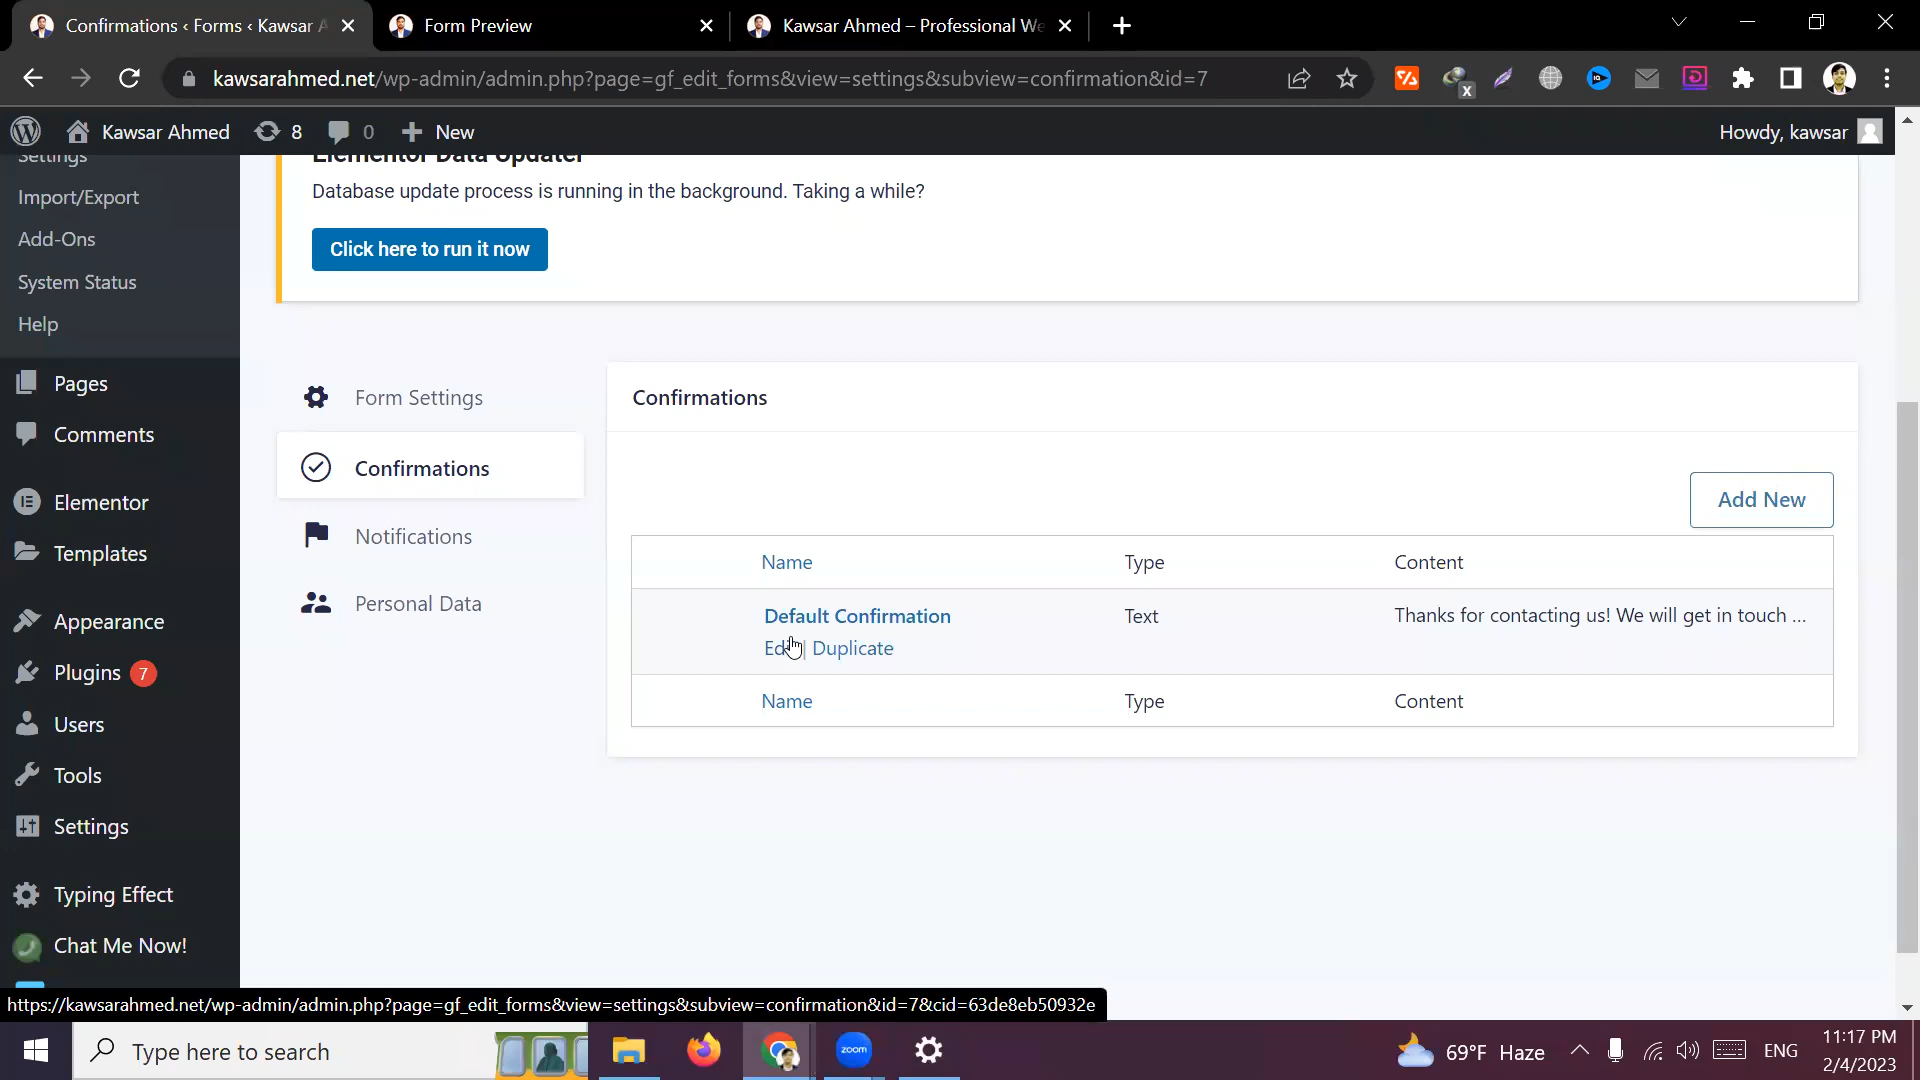 Confirmations ‹ Forms ‹ Kawsar A
Form Preview
Kawsar Ahmed – Professional We
kawsarahmed.net/wp-admin/admin.php?page=gf_edit_forms&view=settings&subview=confirmation&id=7
Kawsar Ahmed
8
0
New
Howdy, kawsar
Settings
Import/Export
Add-Ons
System Status
Help
Pages
Comments
Elementor
Templates
Appearance
Plugins 7
Users
Tools
Settings
Typing Effect
Chat Me Now!
Elementor Data Updater
Database update process is running in the background. Taking a while?
Click here to run it now
Form Settings
Confirmations
Notifications
Personal Data
Confirmations
Add New
Name Type Content
Default Confirmation Text Thanks for contacting us! We will get in touch ...
Edit | Duplicate
Name Type Content
https://kawsarahmed.net/wp-admin/admin.php?page=gf_edit_forms&view=settings&subview=confirmation&id=7&cid=63de8eb50932e
Type here to search
zoom
69°F Haze
ENG
11:17 PM
2/4/2023